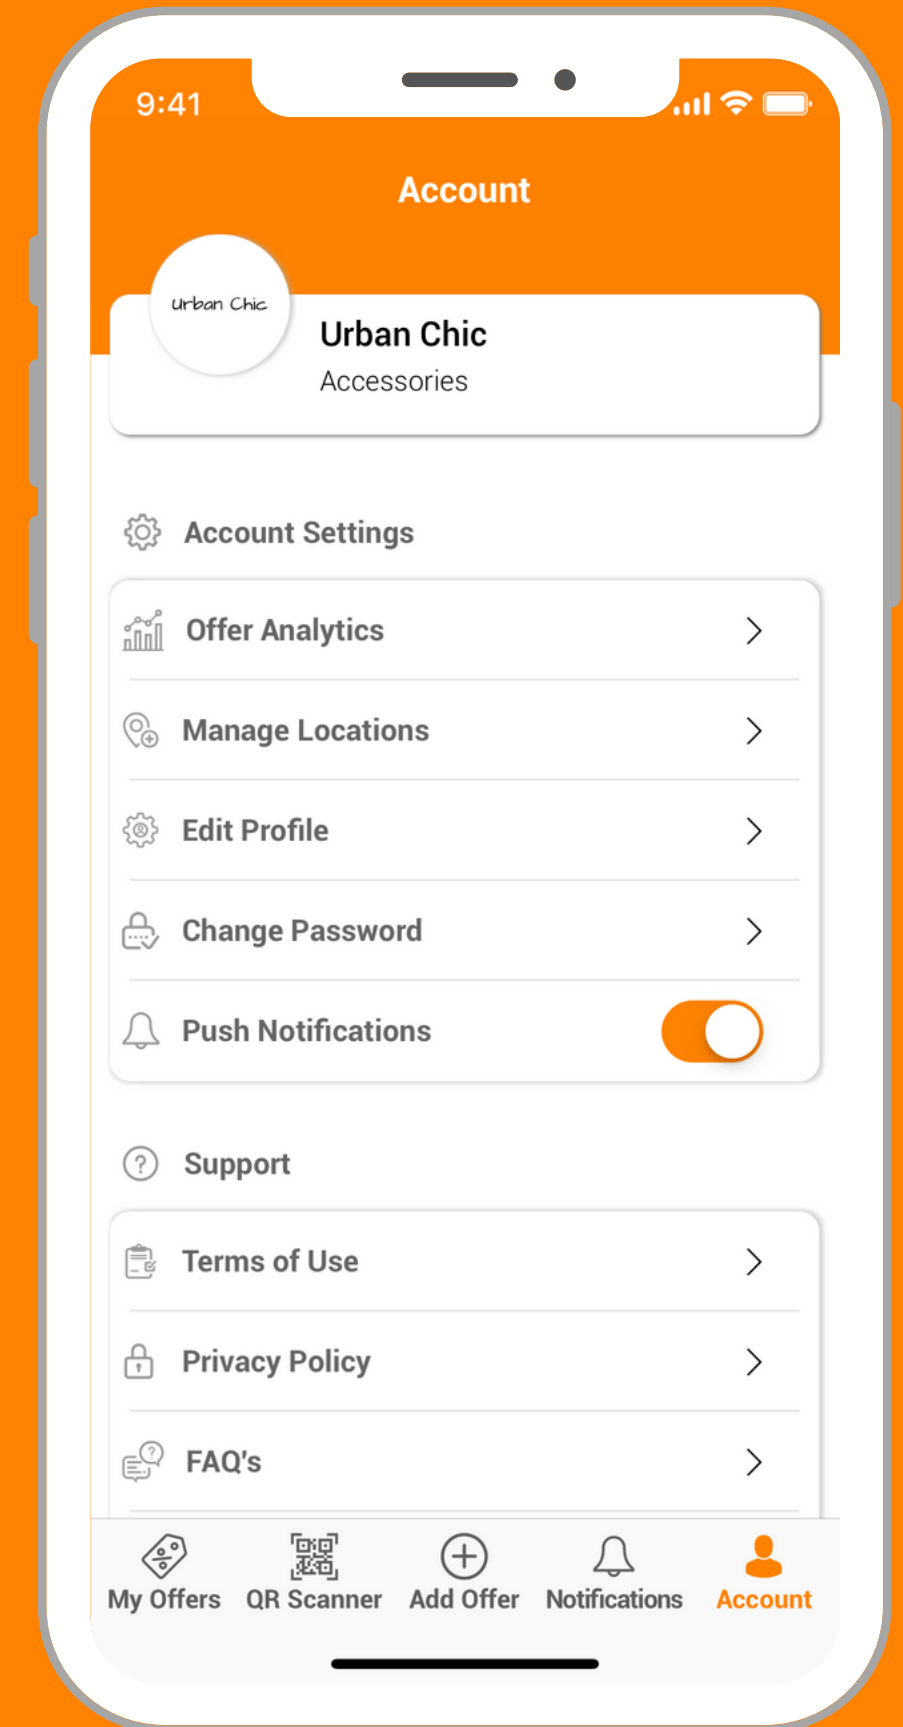 9:41
Account
Urban Chic
Urban Chic
Accessories
Account Settings
Offer Analytics
Manage Locations
Edit Profile
Change Password
Push Notifications
Support
Terms of Use
Privacy Policy
FAQ's
My Offers
QR Scanner
Add Offer
Notifications
Account